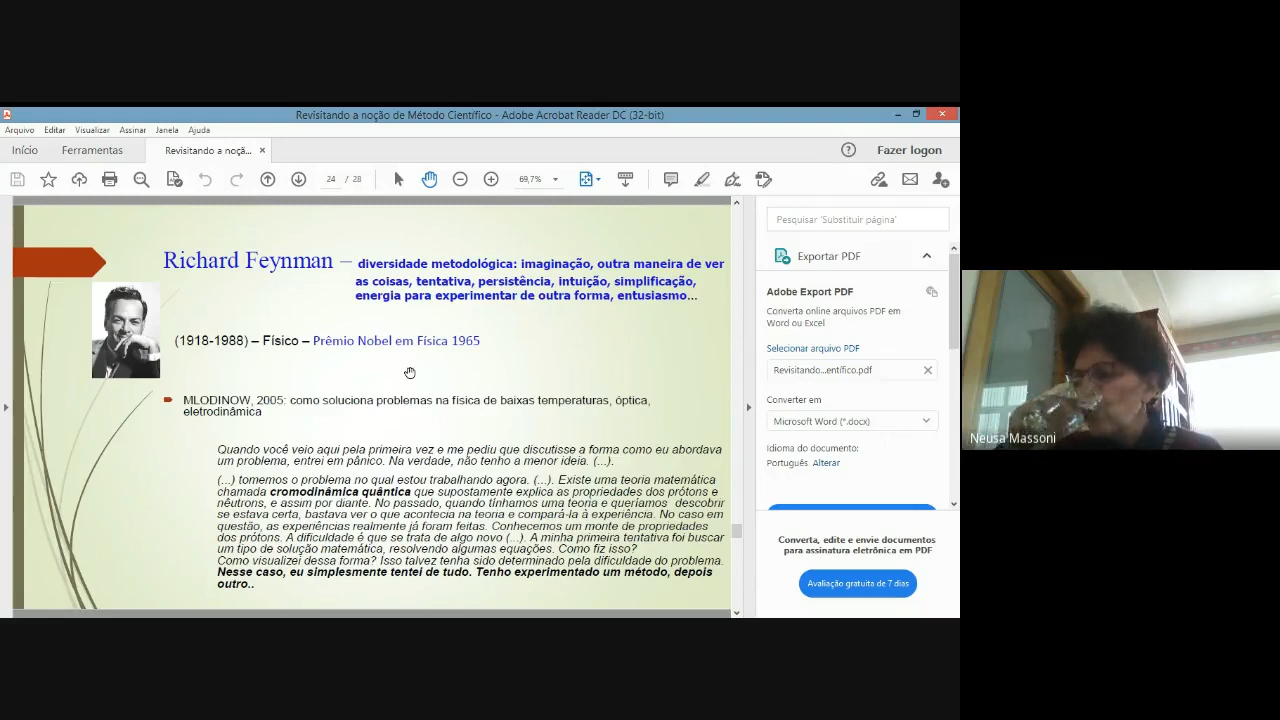 Revisitando a noção de Método Científico - Adobe Acrobat Reader DC (32-bit)
Arquivo Editar Visualizar Assinar Janela Ajuda
Início Ferramentas Revisitando a noçã... × Fazer logon
24 / 28 69,7%
Richard Feynman – diversidade metodológica: imaginação, outra maneira de ver
as coisas, tentativa, persistência, intuição, simplificação,
energia para experimentar de outra forma, entusiasmo...
(1918-1988) – Físico – Prêmio Nobel em Física 1965
MLODINOW, 2005: como soluciona problemas na física de baixas temperaturas, óptica,
eletrodinâmica
Quando você veio aqui pela primeira vez e me pediu que discutisse a forma como eu abordava
um problema, entrei em pânico. Na verdade, não tenho a menor ideia. (...).
(...) tomemos o problema no qual estou trabalhando agora. (...). Existe uma teoria matemática
chamada cromodinâmica quântica que supostamente explica as propriedades dos prótons e
nêutrons, e assim por diante. No passado, quando tínhamos uma teoria e queríamos descobrir
se estava certa, bastava ver o que acontecia na teoria e compará-la à experiência. No caso em
questão, as experiências realmente já foram feitas. Conhecemos um monte de propriedades
dos prótons. A dificuldade é que se trata de algo novo (...). A minha primeira tentativa foi buscar
um tipo de solução matemática, resolvendo algumas equações. Como fiz isso?
Como visualizei dessa forma? Isso talvez tenha sido determinado pela dificuldade do problema.
Nesse caso, eu simplesmente tentei de tudo. Tenho experimentado um método, depois
outro..
Pesquisar 'Substituir página'
Exportar PDF
Adobe Export PDF
Converta online arquivos PDF em
Word ou Excel
Selecionar arquivo PDF
Revisitando...entífico.pdf
Converter em
Microsoft Word (*.docx)
Idioma do documento:
Português Alterar
Converta, edite e envie documentos
para assinatura eletrônica em PDF
Avaliação gratuita de 7 dias
Neusa Massoni